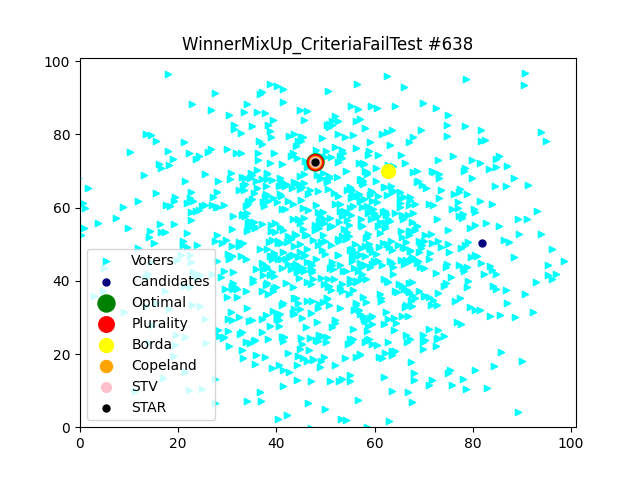 WinnerMixUp_CriteriaFailTest #638
100
80
60
40
20
0
Voters
Candidates
Optimal
Plurality
Borda
Copeland
STV
STAR
0 20 40 60 80 100